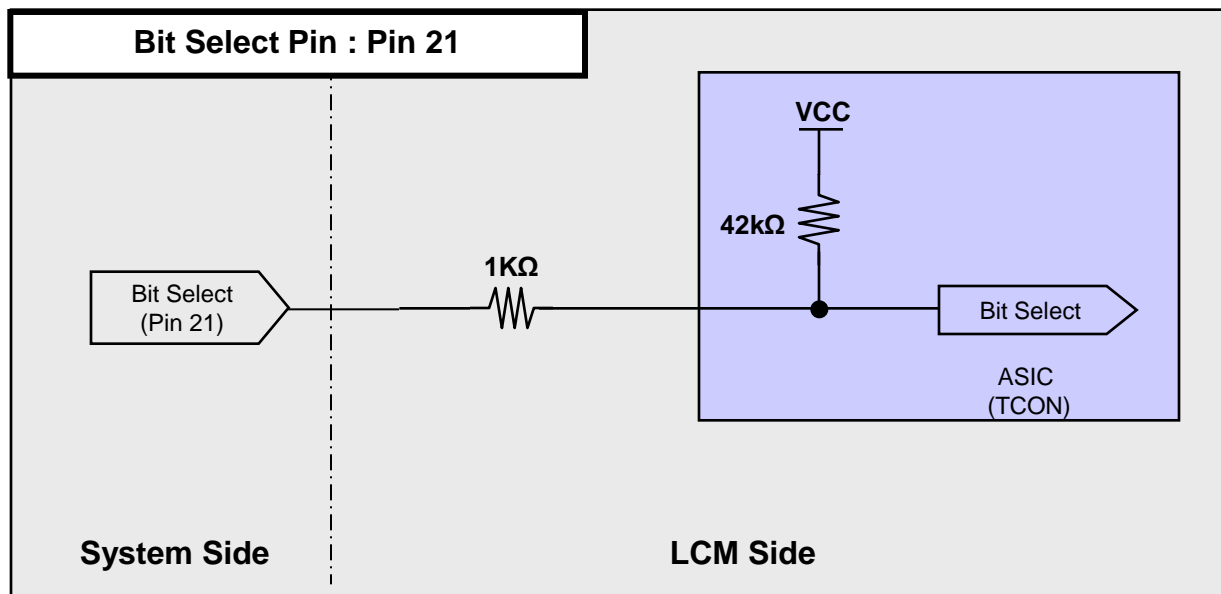 Bit Select Pin : Pin 21
VCC
42kΩ
1KΩ
Bit Select
(Pin 21)
Bit Select
ASIC
(TCON)
System Side
LCM Side